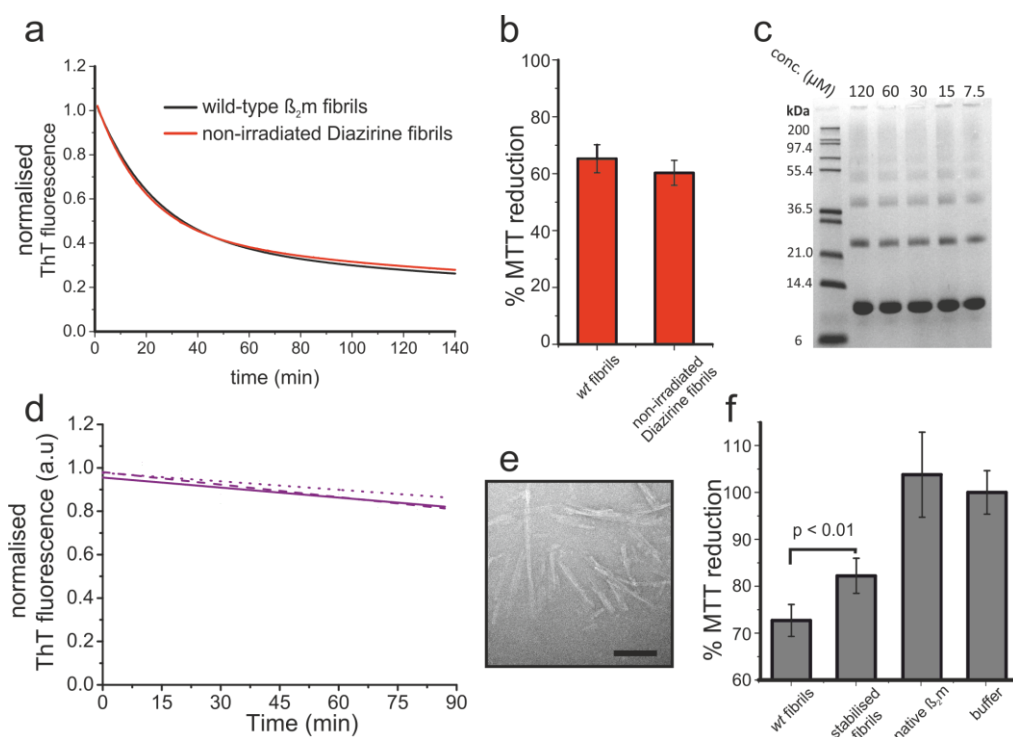 a
normalised
ThT fluorescence
1.2
1.0
0.8
0.6
0.4
0.2
0.0
wild-type ß₂m fibrils
non-irradiated Diazirine fibrils
0 20 40 60 80 100 120 140
time (min)
b
% MTT reduction
100
80
60
40
20
0
wt fibrils
non-irradiated
Diazirine fibrils
c
conc. (µM)
120 60 30 15 7.5
kDa
200
97.4
55.4
36.5
21.0
14.4
6
d
normalised
ThT fluorescence (a.u)
1.2
1.0
0.8
0.6
0.4
0.2
0.0
0 15 30 45 60 75 90
Time (min)
e
f
% MTT reduction
110
100
90
80
70
60
p < 0.01
wt fibrils
stabilised
fibrils
native ß₂m
buffer